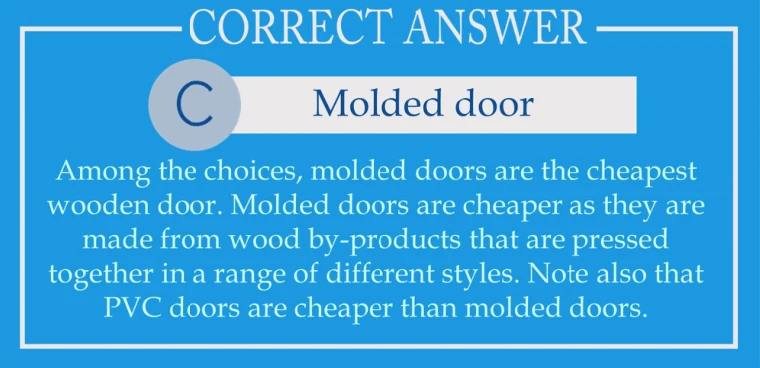 CORRECT ANSWER
C
Molded door
Among the choices, molded doors are the cheapest
wooden door. Molded doors are cheaper as they are
made from wood by-products that are pressed
together in a range of different styles. Note also that
PVC doors are cheaper than molded doors.